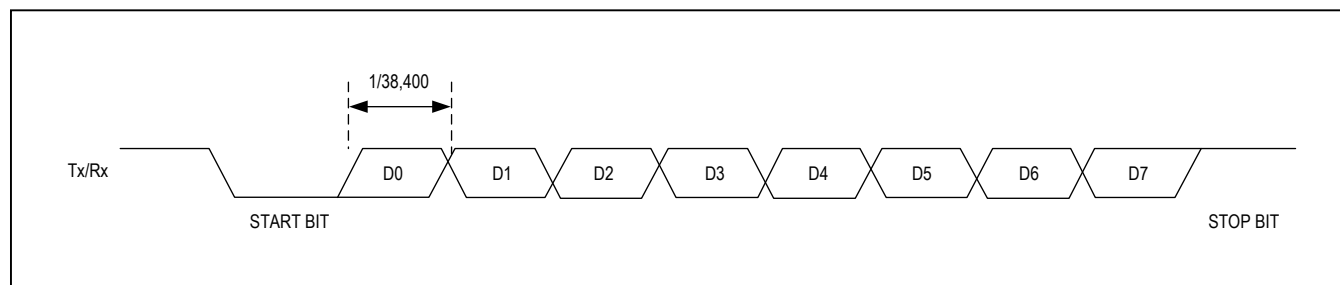 1/38,400
Tx/Rx
D0 D1 D2 D3 D4 D5 D6 D7
START BIT STOP BIT